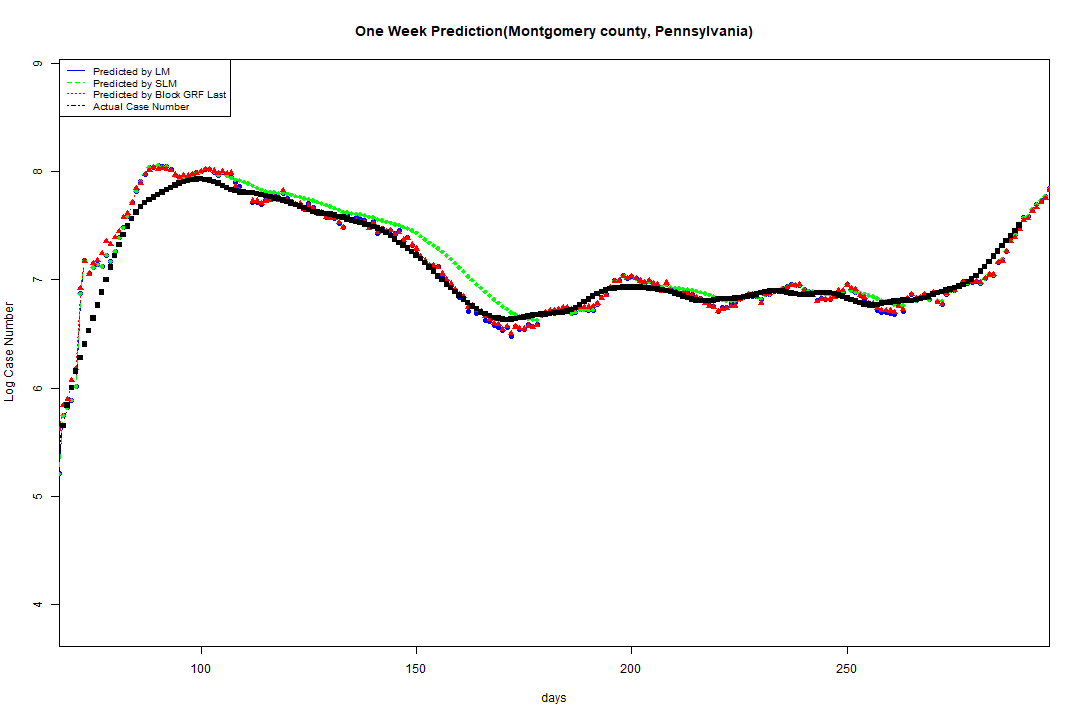 One Week Prediction(Montgomery county, Pennsylvania)
Predicted by LM
Predicted by SLM
Predicted by Block GRF Last
Actual Case Number
9
8
7
6
5
4
Log Case Number
100 150 200 250
days